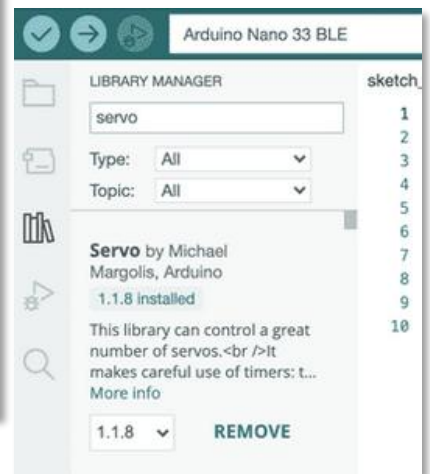 Arduino Nano 33 BLE
LIBRARY MANAGER
sketch_
servo
Type: All
Topic: All
Servo by Michael
Margolis, Arduino
1.1.8 installed
This library can control a great
number of servos.<br />It
makes careful use of timers: t...
More info
1.1.8 REMOVE
1
2
3
4
5
6
7
8
9
10